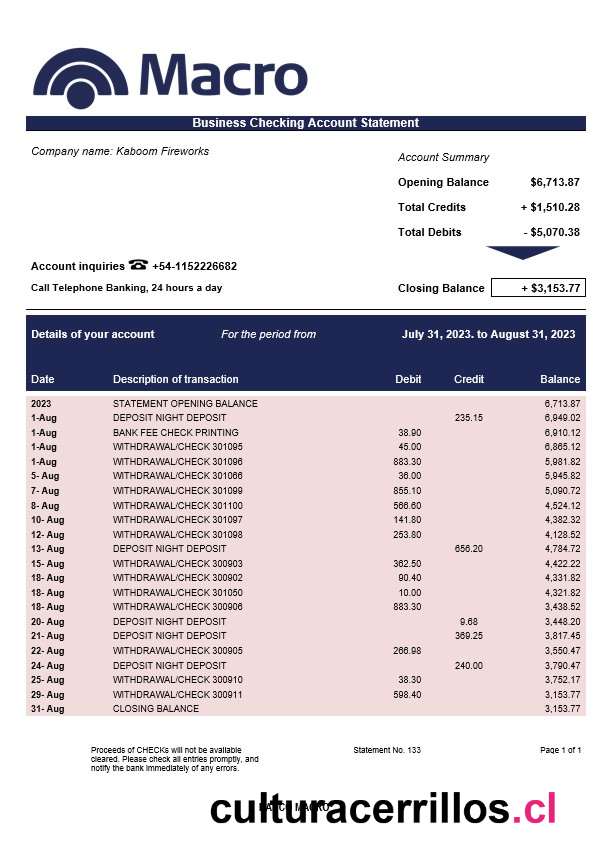 Macro
Business Checking Account Statement
Company name: Kaboom Fireworks
Account Summary
Opening Balance $6,713.87
Total Credits + $1,510.28
Total Debits - $5,070.38
Account inquiries ☎ +54-1152226682
Call Telephone Banking, 24 hours a day
Closing Balance + $3,153.77
Details of your account For the period from July 31, 2023. to August 31, 2023
Date Description of transaction Debit Credit Balance
2023 STATEMENT OPENING BALANCE 6,713.87
1-Aug DEPOSIT NIGHT DEPOSIT 235.15 6,949.02
1-Aug BANK FEE CHECK PRINTING 38.90 6,910.12
1-Aug WITHDRAWAL/CHECK 301095 45.00 6,865.12
1-Aug WITHDRAWAL/CHECK 301096 883.30 5,981.82
5- Aug WITHDRAWAL/CHECK 301066 36.00 5,945.82
7- Aug WITHDRAWAL/CHECK 301099 855.10 5,090.72
8- Aug WITHDRAWAL/CHECK 301100 566.60 4,524.12
10- Aug WITHDRAWAL/CHECK 301097 141.80 4,382.32
12- Aug WITHDRAWAL/CHECK 301098 253.80 4,128.52
13- Aug DEPOSIT NIGHT DEPOSIT 656.20 4,784.72
15- Aug WITHDRAWAL/CHECK 300903 362.50 4,422.22
18- Aug WITHDRAWAL/CHECK 300902 90.40 4,331.82
18- Aug WITHDRAWAL/CHECK 301050 10.00 4,321.82
18- Aug WITHDRAWAL/CHECK 300906 883.30 3,438.52
20- Aug DEPOSIT NIGHT DEPOSIT 9.68 3,448.20
21- Aug DEPOSIT NIGHT DEPOSIT 369.25 3,817.45
22- Aug WITHDRAWAL/CHECK 300905 266.98 3,550.47
24- Aug DEPOSIT NIGHT DEPOSIT 240.00 3,790.47
25- Aug WITHDRAWAL/CHECK 300910 38.30 3,752.17
29- Aug WITHDRAWAL/CHECK 300911 598.40 3,153.77
31- Aug CLOSING BALANCE 3,153.77
Proceeds of CHECKs will not be available
cleared. Please check all entries promptly, and
notify the bank immediately of any errors.
Statement No. 133
Page 1 of 1
BANCO MACRO
culturacerrillos.cl